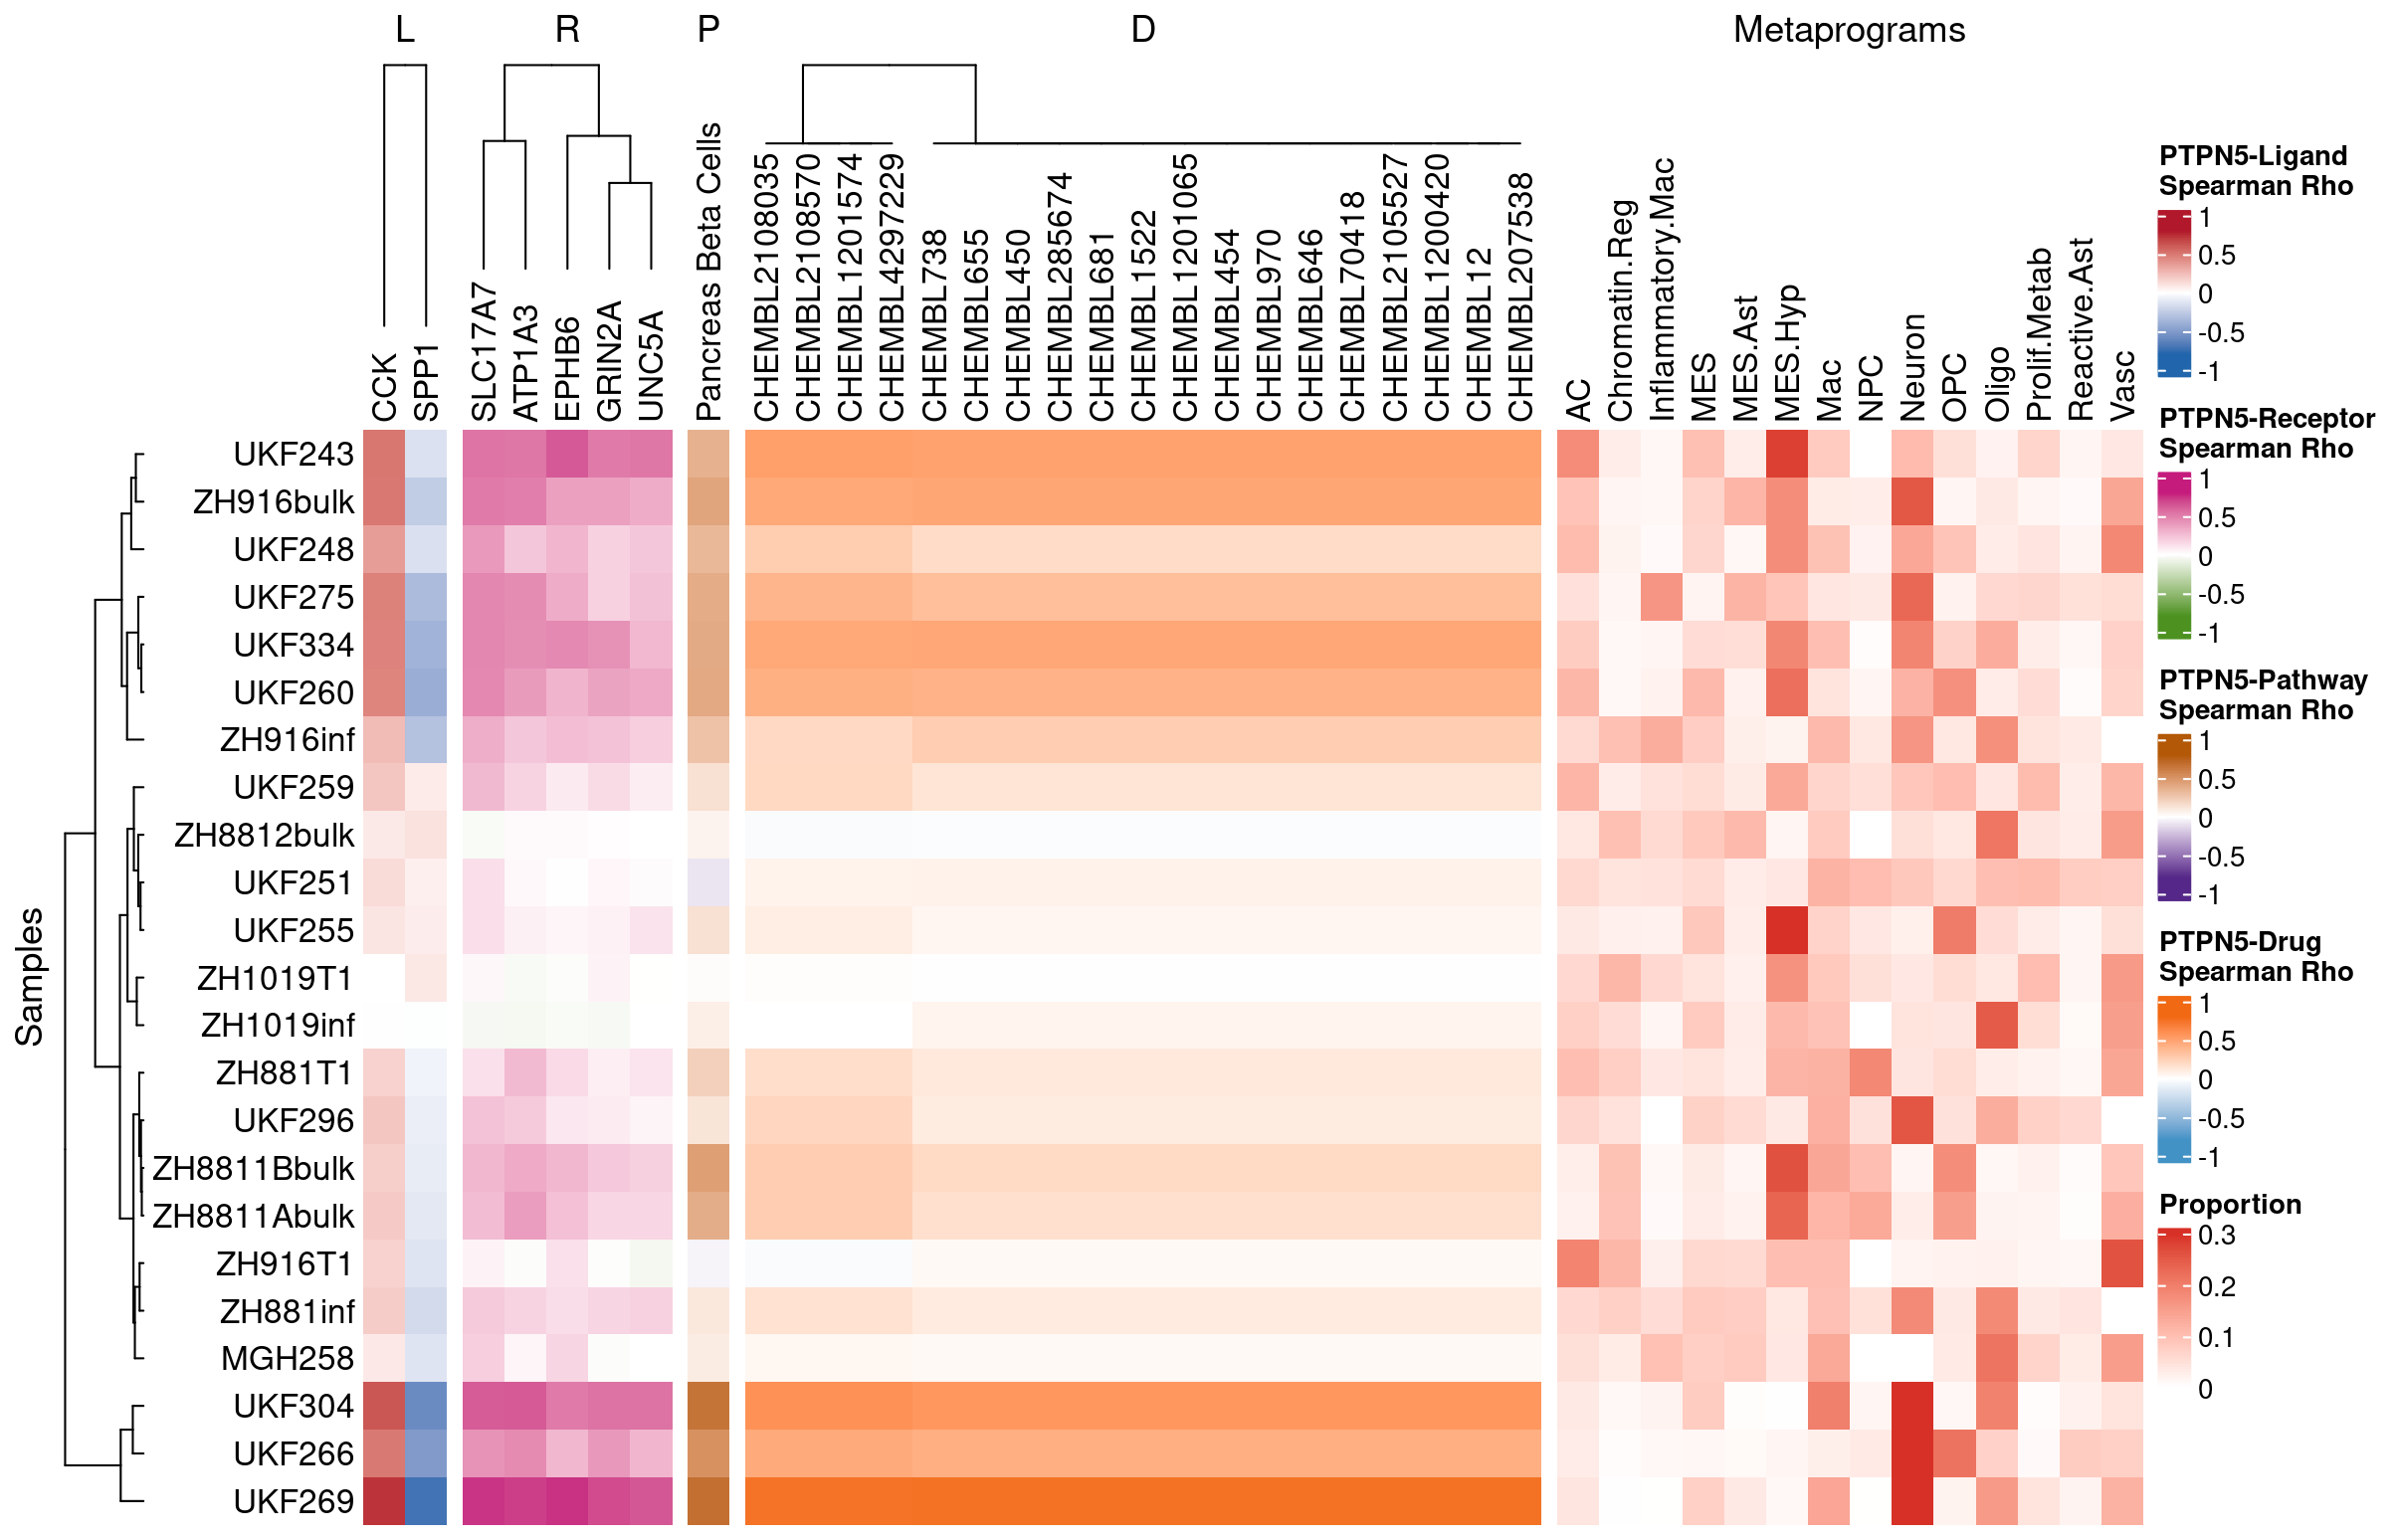 L
R
P
D
Metaprograms
CCK
SPP1
SLC17A7
ATP1A3
EPHB6
GRIN2A
UNC5A
Pancreas Beta Cells
CHEMBL2108035
CHEMBL2108570
CHEMBL1201574
CHEMBL4297229
CHEMBL738
CHEMBL655
CHEMBL450
CHEMBL285674
CHEMBL681
CHEMBL1522
CHEMBL1201065
CHEMBL454
CHEMBL970
CHEMBL646
CHEMBL70418
CHEMBL2105527
CHEMBL1200420
CHEMBL12
CHEMBL207538
AC
Chromatin.Reg
Inflammatory.Mac
MES
MES.Ast
MES.Hyp
Mac
NPC
Neuron
OPC
Oligo
Prolif.Metab
Reactive.Ast
Vasc
Samples
UKF243
ZH916bulk
UKF248
UKF275
UKF334
UKF260
ZH916inf
UKF259
ZH8812bulk
UKF251
UKF255
ZH1019T1
ZH1019inf
ZH881T1
UKF296
ZH8811Bbulk
ZH8811Abulk
ZH916T1
ZH881inf
MGH258
UKF304
UKF266
UKF269
PTPN5-Ligand
Spearman Rho
1
0.5
0
-0.5
-1
PTPN5-Receptor
Spearman Rho
1
0.5
0
-0.5
-1
PTPN5-Pathway
Spearman Rho
1
0.5
0
-0.5
-1
PTPN5-Drug
Spearman Rho
1
0.5
0
-0.5
-1
Proportion
0.3
0.2
0.1
0